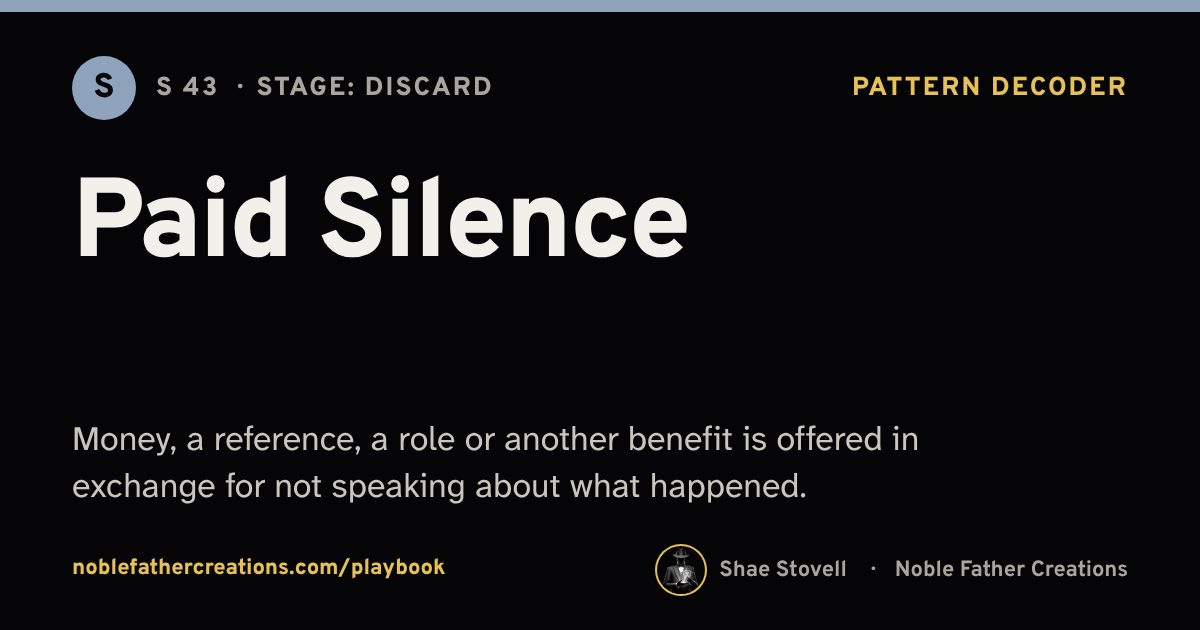 S
S 43 · STAGE: DISCARD
PATTERN DECODER
Paid Silence
Money, a reference, a role or another benefit is offered in
exchange for not speaking about what happened.
noblefathercreations.com/playbook
Shae Stovell · Noble Father Creations